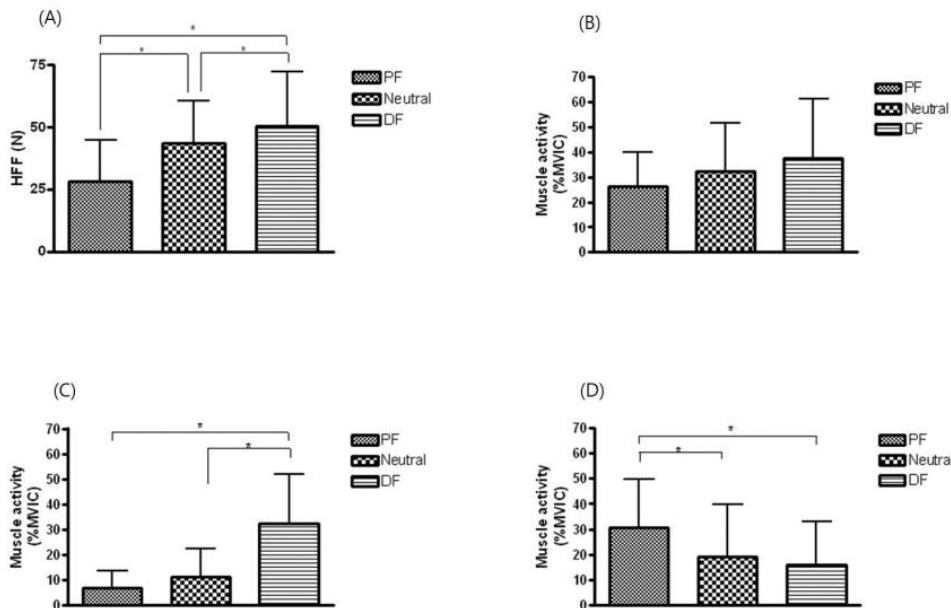 (A)
*
*
*
75
50
25
0
HFF (N)
PF
Neutral
DF
(B)
70
60
50
40
30
20
10
0
Muscle activity
(%MVIC)
PF
Neutral
DF
(C)
*
*
70
60
50
40
30
20
10
0
Muscle activity
(%MVIC)
PF
Neutral
DF
(D)
*
*
70
60
50
40
30
20
10
0
Muscle activity
(%MVIC)
PF
Neutral
DF